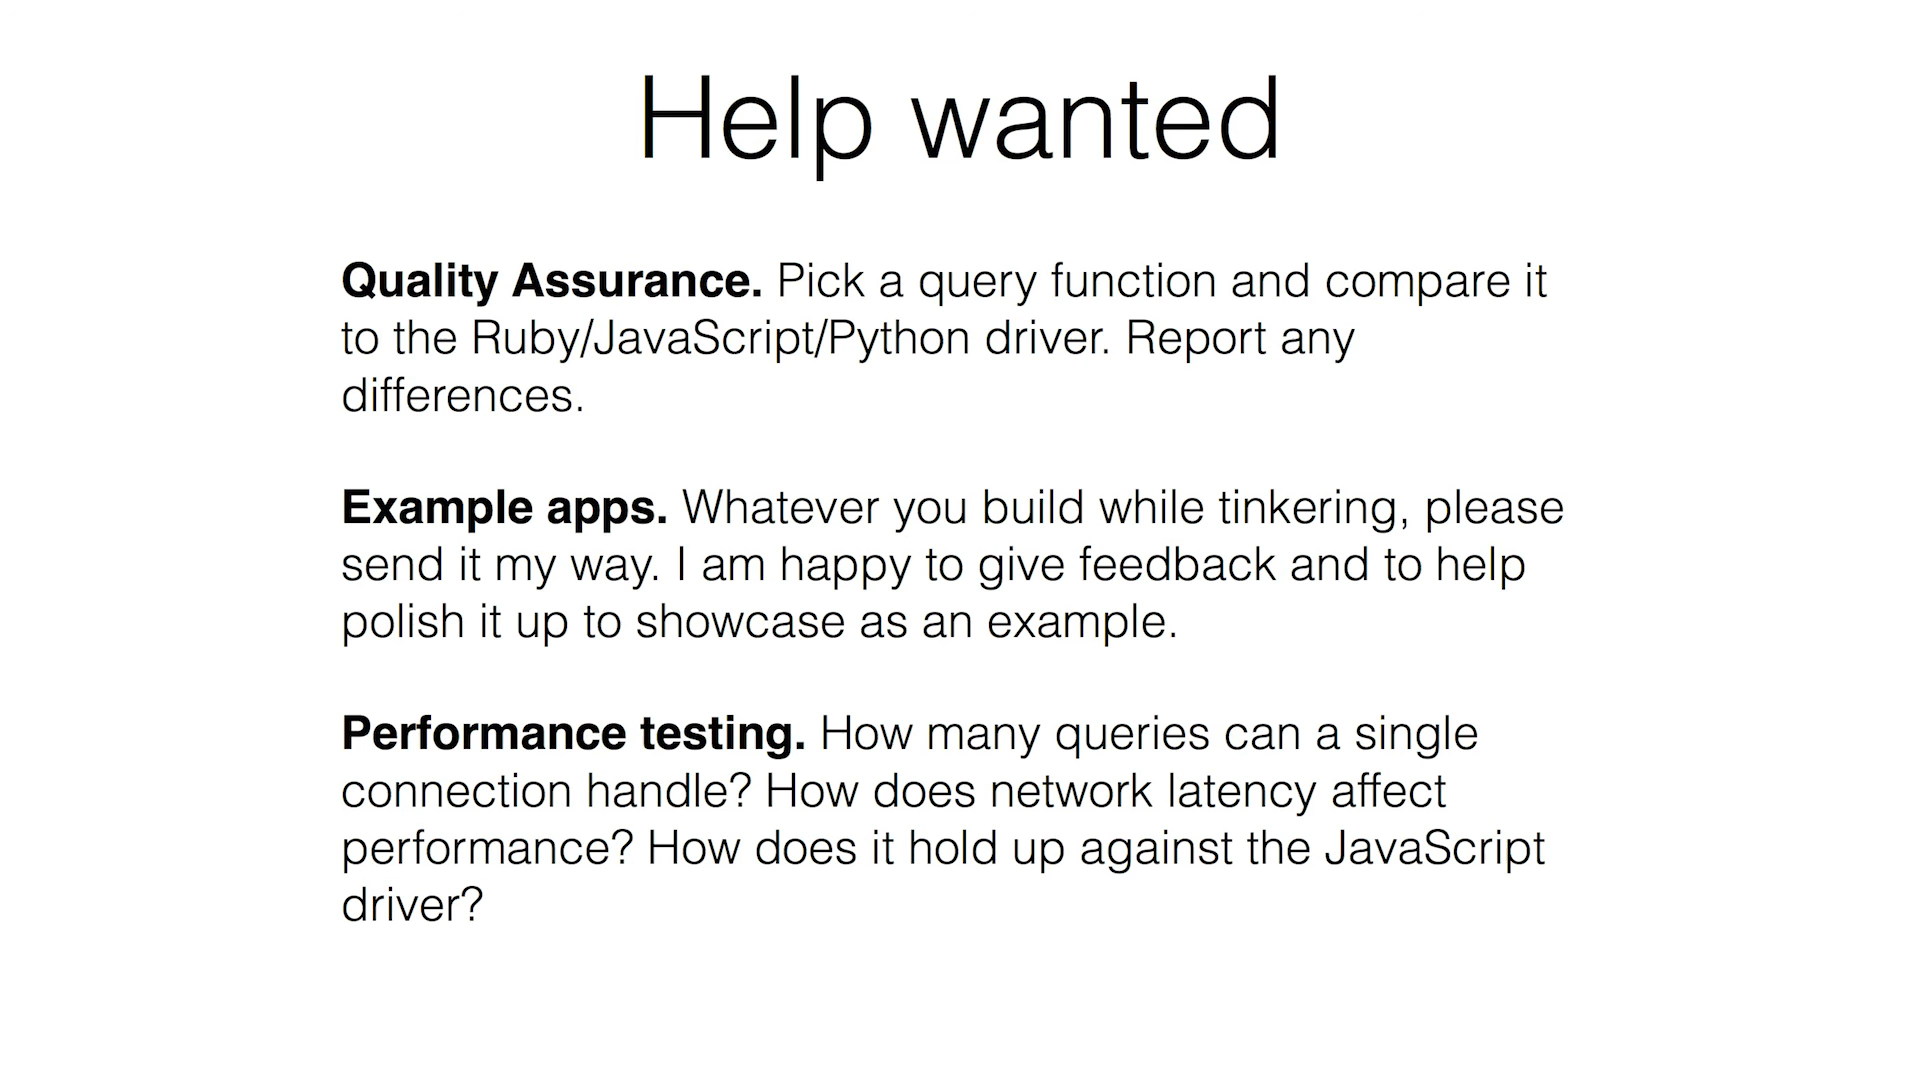 Help wanted
Quality Assurance. Pick a query function and compare it
to the Ruby/JavaScript/Python driver. Report any
differences.
Example apps. Whatever you build while tinkering, please
send it my way. I am happy to give feedback and to help
polish it up to showcase as an example.
Performance testing. How many queries can a single
connection handle? How does network latency affect
performance? How does it hold up against the JavaScript
driver?